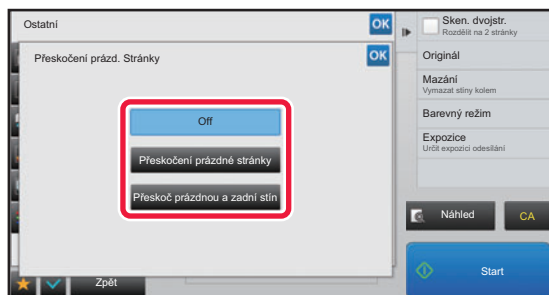 Ostatní
OK
Přeskočení prázd. Stránky
OK
Off
Přeskočení prázdné stránky
Přeskoč prázdnou a zadní stín
Zpět
Sken. dvojstr.
Rozdělit na 2 stránky
Originál
Mazání
Vymazat stíny kolem
Barevný režim
Expozice
Určit expozici odesílání
Náhled
CA
Start